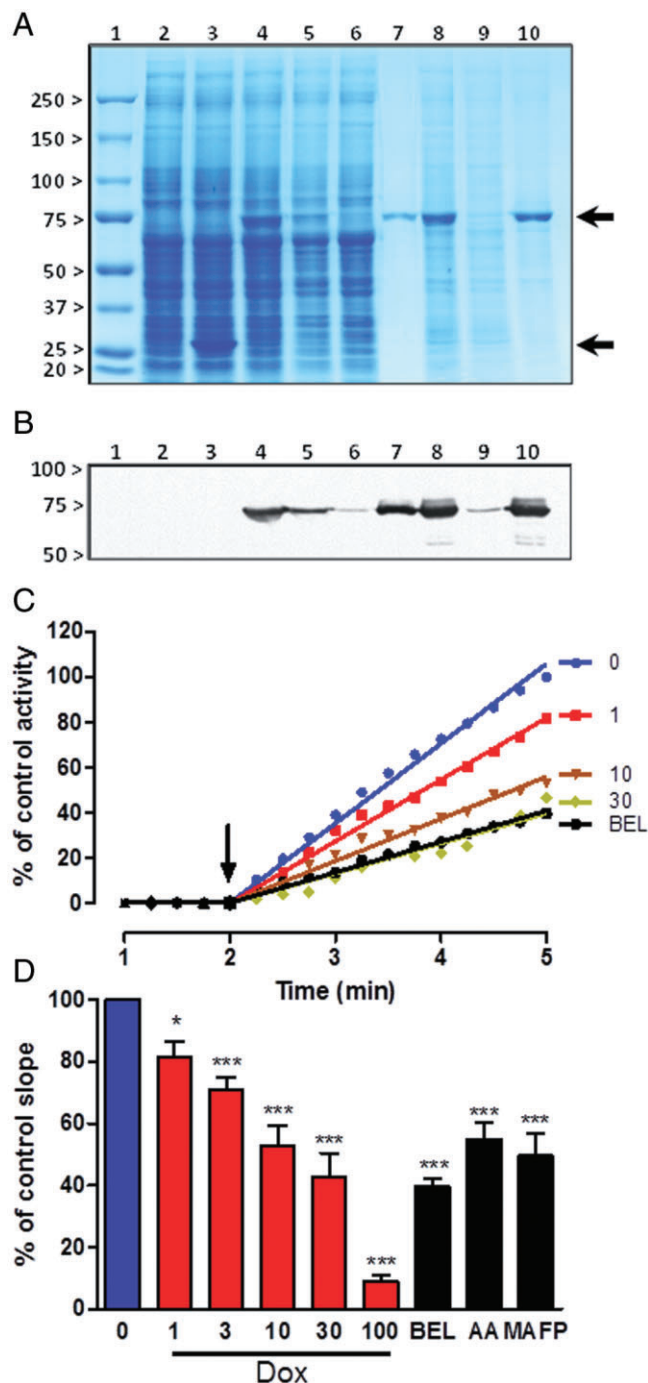 A
1 2 3 4 5 6 7 8 9 10
250 >
150 >
100 >
75 >
50 >
37 >
25 >
20 >
B
1 2 3 4 5 6 7 8 9 10
100 >
75 >
50 >
C
% of control activity
120
100
80
60
40
20
0
0
1
10
30
BEL
1 2 3 4 5
Time (min)
D
% of control slope
100
80
60
40
20
0
* *** *** *** *** *** *** ***
0 1 3 10 30 100 BEL AA MAFP
Dox